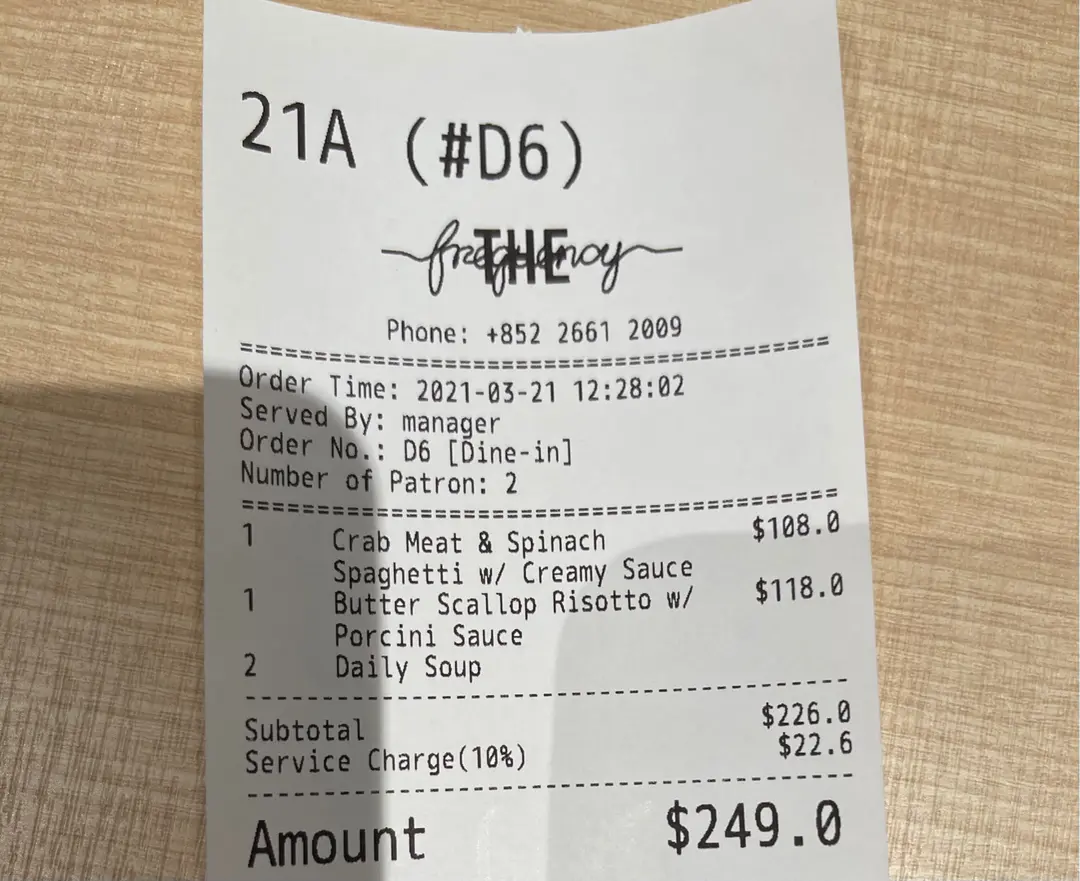 21A (#D6)
THE frequency
Phone: +852 2661 2009
========================================
Order Time: 2021-03-21 12:28:02
Served By: manager
Order No.: D6 [Dine-in]
Number of Patron: 2
========================================
1 Crab Meat & Spinach $108.0
Spaghetti w/ Creamy Sauce
1 Butter Scallop Risotto w/ $118.0
Porcini Sauce
2 Daily Soup
----------------------------------------
Subtotal $226.0
Service Charge(10%) $22.6
----------------------------------------
Amount $249.0